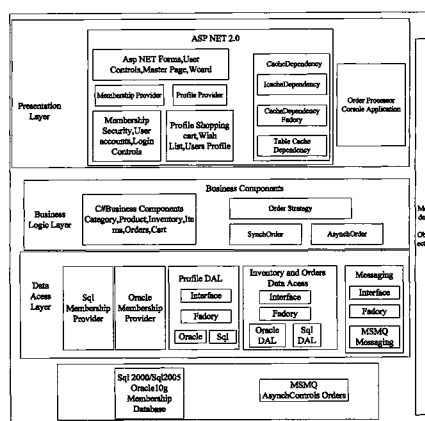 ASP NET 2.0
Asp NET Forms,User
Controls,Master Page,Woard
Membership Provider
Profile Provider
Membership
Security,User
accounts,Login
Controls
Profile Shopping
cart,Wish
List,Users Profile
CacheDependency
IcacheDependency
CacheDependency
Fadory
Table Cache
Dependency
Order Processor
Console Application
Presentation
Layer
Business Components
Business
Logic Layer
C#Business Components
Category,Product,Inventory,Ite
ms,Orders,Cart
Order Strategy
SynchOrder
AsynchOrder
Data
Acess
Layer
Sql
Membership
Provider
Oracle
Membership
Provider
Profile DAL
Interface
Fadory
Oracle
Sql
Inventory and Orders
Data Acess
Interface
Fadory
Oracle
DAL
Sql
DAL
Messaging
Interface
Fadory
MSMQ
Messaging
Sql 2000/Sql2005
Oracle10g
Membership
Database
MSMQ
AsynchControls Orders